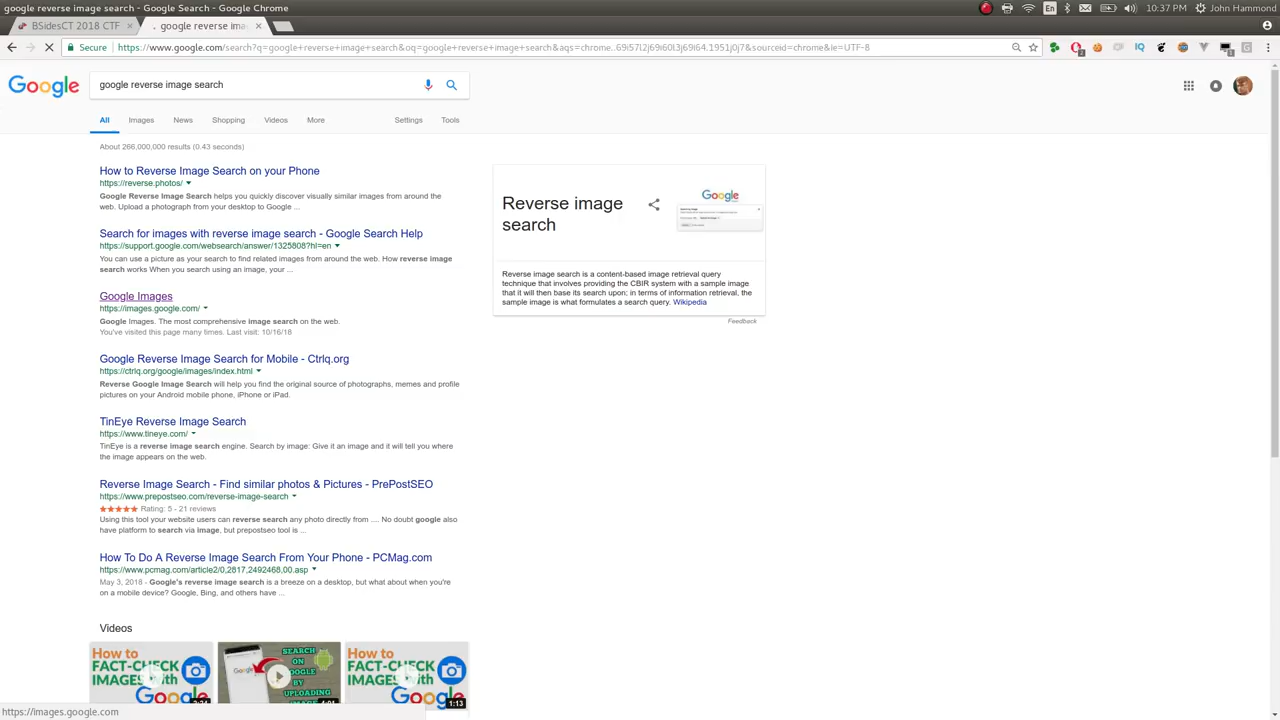 google reverse image search - Google Search - Google Chrome
En
10:37 PM
John Hammond
BSidesCT 2018 CTF
google reverse ima
Secure
https://www.google.com/search?q=google+reverse+image+search&oq=google+reverse+image+search&aqs=chrome..69i57l2j69i60l3j69i64.1951j0j7&sourceid=chrome&ie=UTF-8
Google
google reverse image search
All Images News Shopping Videos More Settings Tools
About 266,000,000 results (0.43 seconds)
How to Reverse Image Search on your Phone
https://reverse.photos/
Google Reverse Image Search helps you quickly discover visually similar images from around the
web. Upload a photograph from your desktop to Google ...
Search for images with reverse image search - Google Search Help
https://support.google.com/websearch/answer/1325808?hl=en
You can use a picture as your search to find related images from around the web. How reverse image
search works When you search using an image, your ...
Google Images
https://images.google.com/
Google Images. The most comprehensive image search on the web.
You've visited this page many times. Last visit: 10/16/18
Google Reverse Image Search for Mobile - Ctrlq.org
https://ctrlq.org/google/images/index.html
Reverse Google Image Search will help you find the original source of photographs, memes and profile
pictures on your Android mobile phone, iPhone or iPad.
TinEye Reverse Image Search
https://www.tineye.com/
TinEye is a reverse image search engine. Search by image: Give it an image and it will tell you where
the image appears on the web.
Reverse Image Search - Find similar photos & Pictures - PrePostSEO
https://www.prepostseo.com/reverse-image-search
Rating: 5 - 21 reviews
Using this tool your website users can reverse search any photo directly from .... No doubt google also
have platform to search via image, but prepostseo tool is ...
How To Do A Reverse Image Search From Your Phone - PCMag.com
https://www.pcmag.com/article2/0,2817,2492468,00.asp
May 3, 2018 - Google's reverse image search is a breeze on a desktop, but what about when you're
on a mobile device? Google, Bing, and others have ...
Videos
How to
FACT-CHECK
IMAGES with
Google
SEARCH
ON
GOOGLE
BY
UPLOADING
How to
FACT-CHECK
IMAGES with
Google
1:13
Reverse image
search
Google
Reverse image search is a content-based image retrieval query
technique that involves providing the CBIR system with a sample image
that it will then base its search upon; in terms of information retrieval, the
sample image is what formulates a search query. Wikipedia
Feedback
https://images.google.com